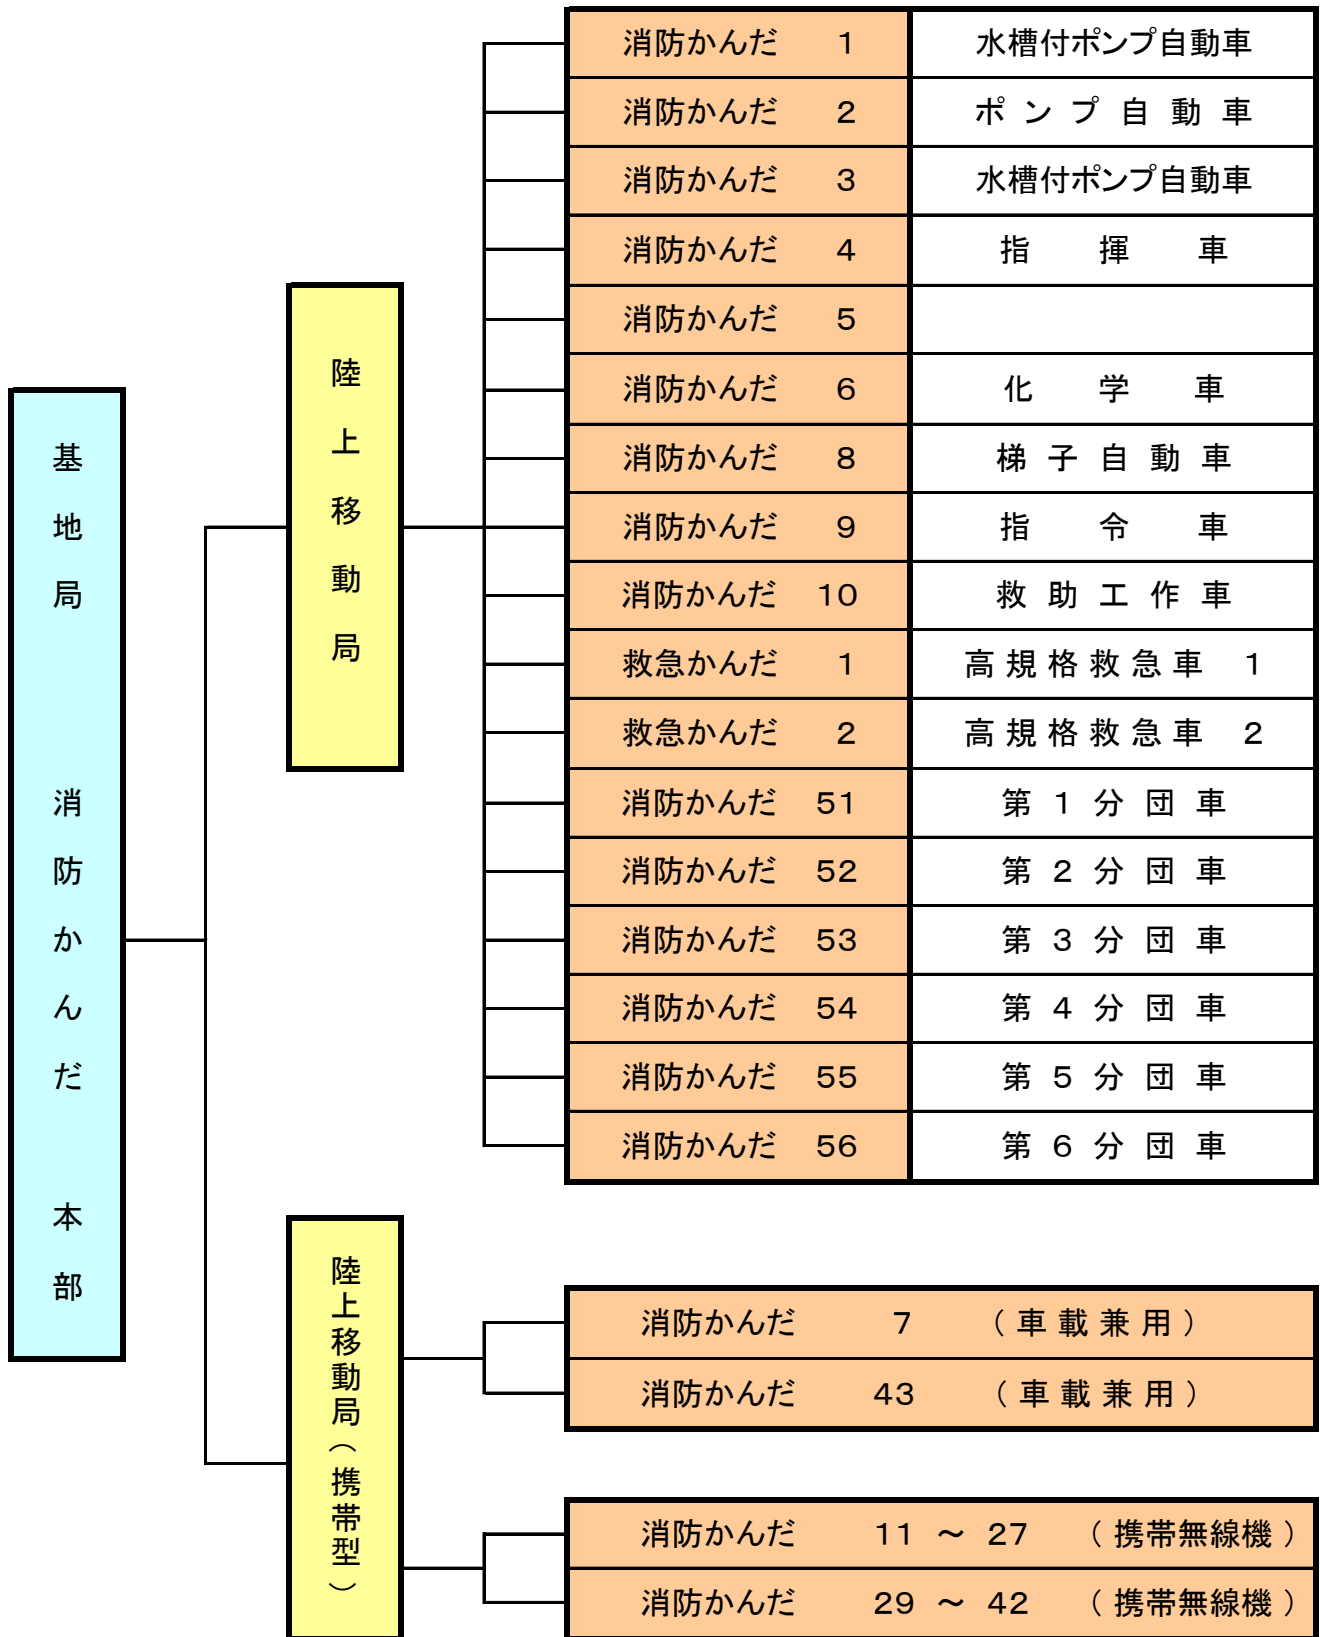 基地局　消防かんだ　本部
陸上移動局
消防かんだ　1　水槽付ポンプ自動車
消防かんだ　2　ポンプ自動車
消防かんだ　3　水槽付ポンプ自動車
消防かんだ　4　指揮車
消防かんだ　5
消防かんだ　6　化学車
消防かんだ　8　梯子自動車
消防かんだ　9　指令車
消防かんだ　10　救助工作車
救急かんだ　1　高規格救急車　1
救急かんだ　2　高規格救急車　2
消防かんだ　51　第1分団車
消防かんだ　52　第2分団車
消防かんだ　53　第3分団車
消防かんだ　54　第4分団車
消防かんだ　55　第5分団車
消防かんだ　56　第6分団車
陸上移動局（携帯型）
消防かんだ　7　（車載兼用）
消防かんだ　43　（車載兼用）
消防かんだ　11 ～ 27　（携帯無線機）
消防かんだ　29 ～ 42　（携帯無線機）